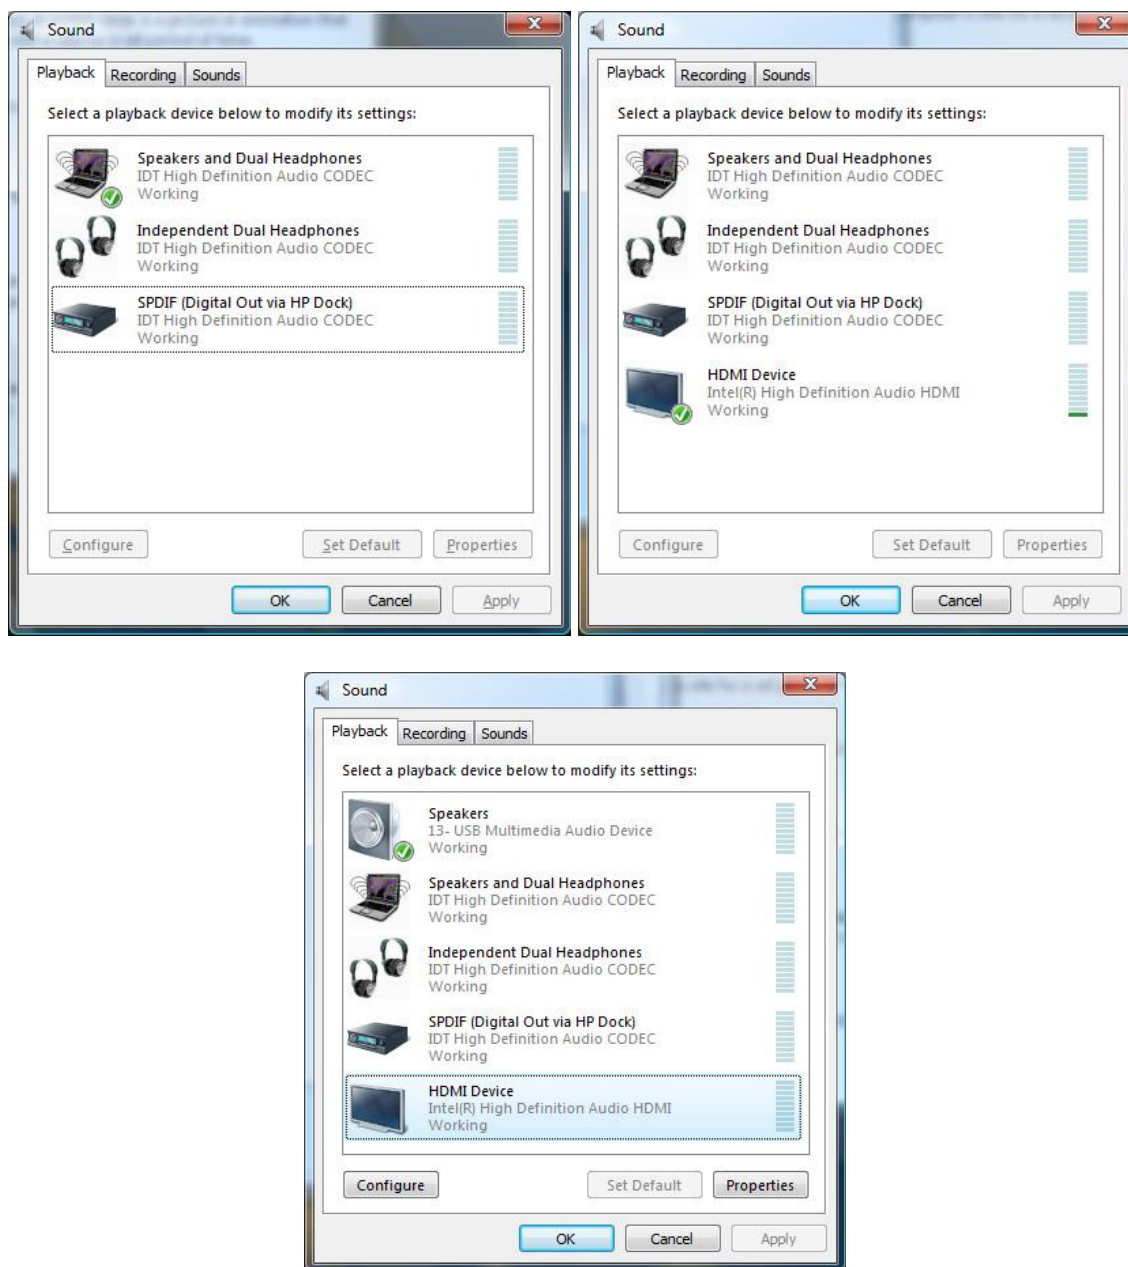 Sound
Playback Recording Sounds
Select a playback device below to modify its settings:
Speakers and Dual Headphones
IDT High Definition Audio CODEC
Working
Independent Dual Headphones
IDT High Definition Audio CODEC
Working
SPDIF (Digital Out via HP Dock)
IDT High Definition Audio CODEC
Working
Configure Set Default Properties
OK Cancel Apply
Sound
Playback Recording Sounds
Select a playback device below to modify its settings:
Speakers and Dual Headphones
IDT High Definition Audio CODEC
Working
Independent Dual Headphones
IDT High Definition Audio CODEC
Working
SPDIF (Digital Out via HP Dock)
IDT High Definition Audio CODEC
Working
HDMI Device
Intel(R) High Definition Audio HDMI
Working
Configure Set Default Properties
OK Cancel Apply
Sound
Playback Recording Sounds
Select a playback device below to modify its settings:
Speakers
13- USB Multimedia Audio Device
Working
Speakers and Dual Headphones
IDT High Definition Audio CODEC
Working
Independent Dual Headphones
IDT High Definition Audio CODEC
Working
SPDIF (Digital Out via HP Dock)
IDT High Definition Audio CODEC
Working
HDMI Device
Intel(R) High Definition Audio HDMI
Working
Configure Set Default Properties
OK Cancel Apply